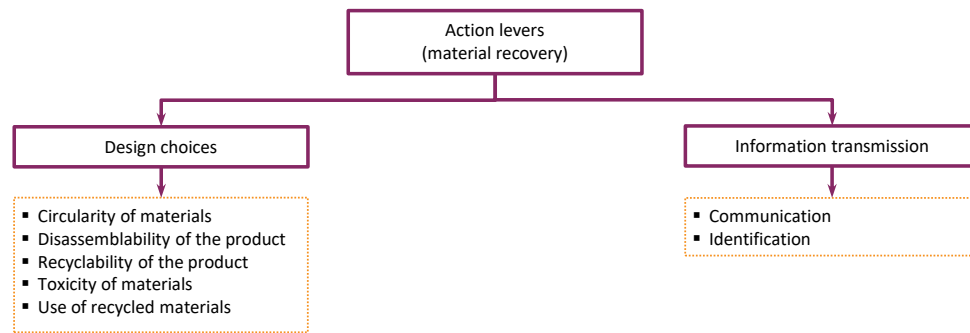 Action levers
(material recovery)
Design choices
Information transmission
▪ Circularity of materials
▪ Disassemblability of the product
▪ Recyclability of the product
▪ Toxicity of materials
▪ Use of recycled materials
▪ Communication
▪ Identification